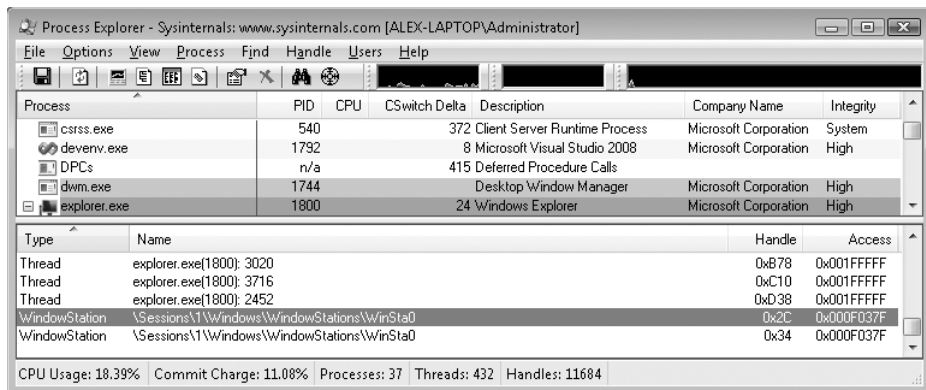 Process Explorer - Sysinternals: www.sysinternals.com [ALEX-LAPTOP\Administrator]
File Options View Process Find Handle Users Help
Process PID CPU CSwitch Delta Description Company Name Integrity
csrss.exe 540 372 Client Server Runtime Process Microsoft Corporation System
devenv.exe 1792 8 Microsoft Visual Studio 2008 Microsoft Corporation High
DPCs n/a 415 Deferred Procedure Calls
dwm.exe 1744 Desktop Window Manager Microsoft Corporation High
explorer.exe 1800 24 Windows Explorer Microsoft Corporation High
Type Name Handle Access
Thread explorer.exe(1800): 3020 0xB78 0x001FFFFF
Thread explorer.exe(1800): 3716 0xC10 0x001FFFFF
Thread explorer.exe(1800): 2452 0xD38 0x001FFFFF
WindowStation \Sessions\1\Windows\WindowStations\WinSta0 0x2C 0x000F037F
WindowStation \Sessions\1\Windows\WindowStations\WinSta0 0x34 0x000F037F
CPU Usage: 18.39% Commit Charge: 11.08% Processes: 37 Threads: 432 Handles: 11684